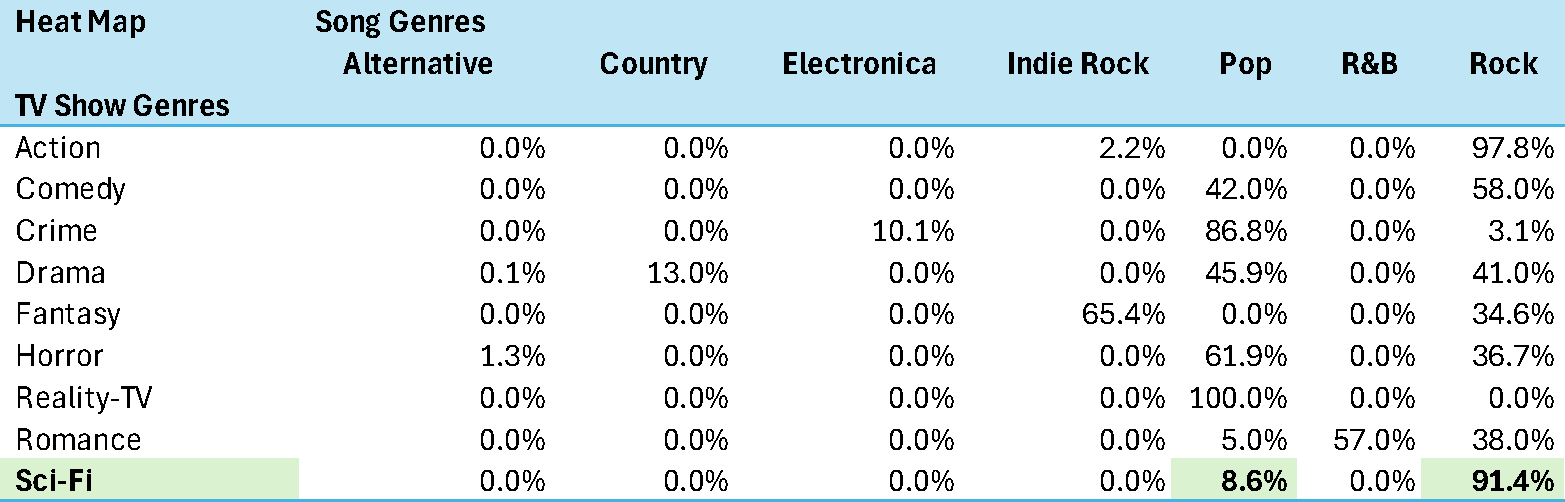 Heat Map Song Genres
Alternative Country Electronica Indie Rock Pop R&B Rock
TV Show Genres
Action 0.0% 0.0% 0.0% 2.2% 0.0% 0.0% 97.8%
Comedy 0.0% 0.0% 0.0% 0.0% 42.0% 0.0% 58.0%
Crime 0.0% 0.0% 10.1% 0.0% 86.8% 0.0% 3.1%
Drama 0.1% 13.0% 0.0% 0.0% 45.9% 0.0% 41.0%
Fantasy 0.0% 0.0% 0.0% 65.4% 0.0% 0.0% 34.6%
Horror 1.3% 0.0% 0.0% 0.0% 61.9% 0.0% 36.7%
Reality-TV 0.0% 0.0% 0.0% 0.0% 100.0% 0.0% 0.0%
Romance 0.0% 0.0% 0.0% 0.0% 5.0% 57.0% 38.0%
Sci-Fi 0.0% 0.0% 0.0% 0.0% 8.6% 0.0% 91.4%